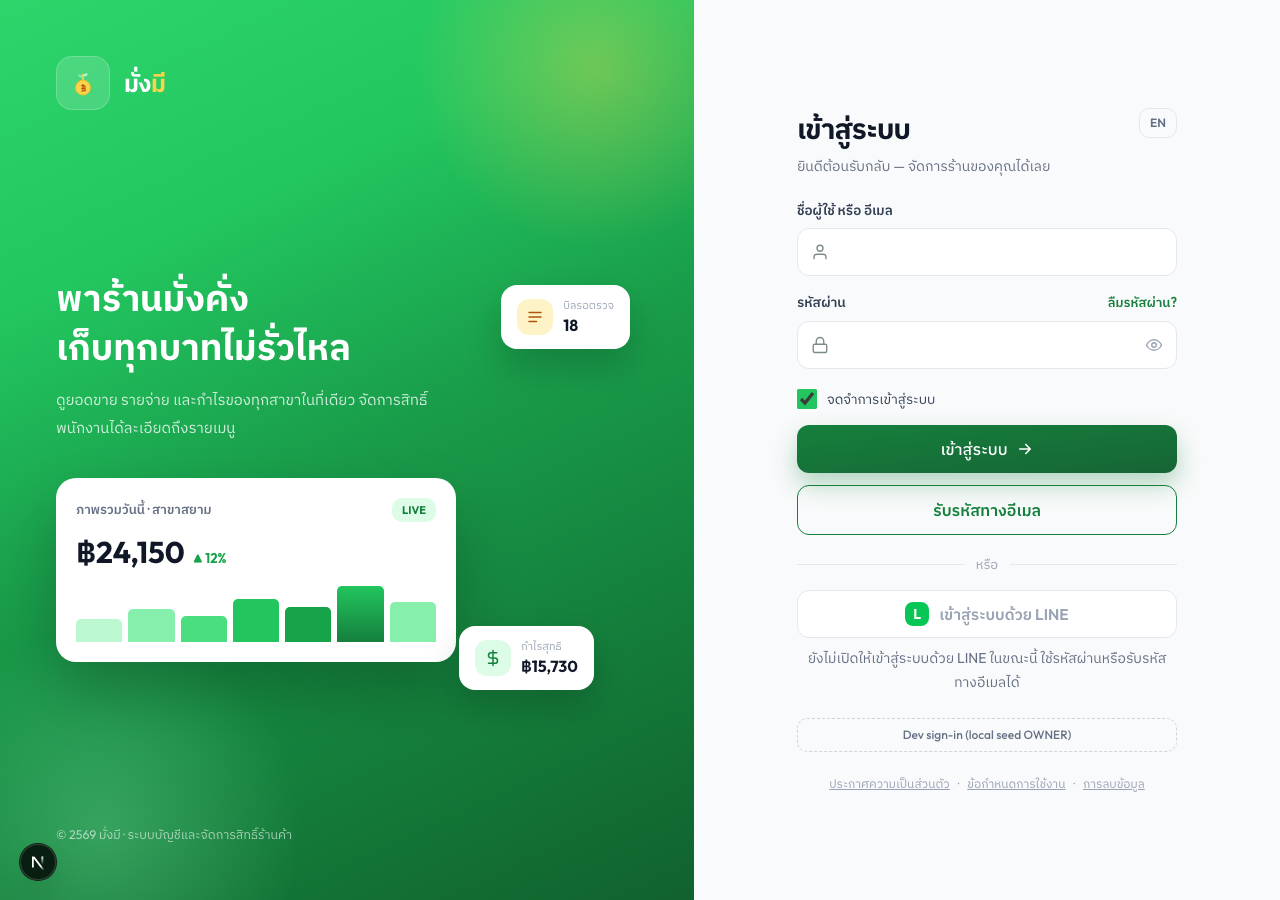 มั่งมี
พาร้านมั่งคั่ง
เก็บทุกบาทไม่รั่วไหล
ดูยอดขาย รายจ่าย และกำไรของทุกสาขาในที่เดียว จัดการสิทธิ์
พนักงานได้ละเอียดถึงรายเมนู
บิลรอตรวจ
18
ภาพรวมวันนี้ · สาขาสยาม
LIVE
฿24,150 ▲ 12%
กำไรสุทธิ
฿15,730
© 2569 มั่งมี · ระบบบัญชีและจัดการสิทธิ์ร้านค้า
N
เข้าสู่ระบบ
EN
ยินดีต้อนรับกลับ — จัดการร้านของคุณได้เลย
ชื่อผู้ใช้ หรือ อีเมล
รหัสผ่าน
ลืมรหัสผ่าน?
จดจำการเข้าสู่ระบบ
เข้าสู่ระบบ →
รับรหัสทางอีเมล
หรือ
L เข้าสู่ระบบด้วย LINE
ยังไม่เปิดให้เข้าสู่ระบบด้วย LINE ในขณะนี้ ใช้รหัสผ่านหรือรับรหัส
ทางอีเมลได้
Dev sign-in (local seed OWNER)
ประกาศความเป็นส่วนตัว · ข้อกำหนดการใช้งาน · การลบข้อมูล